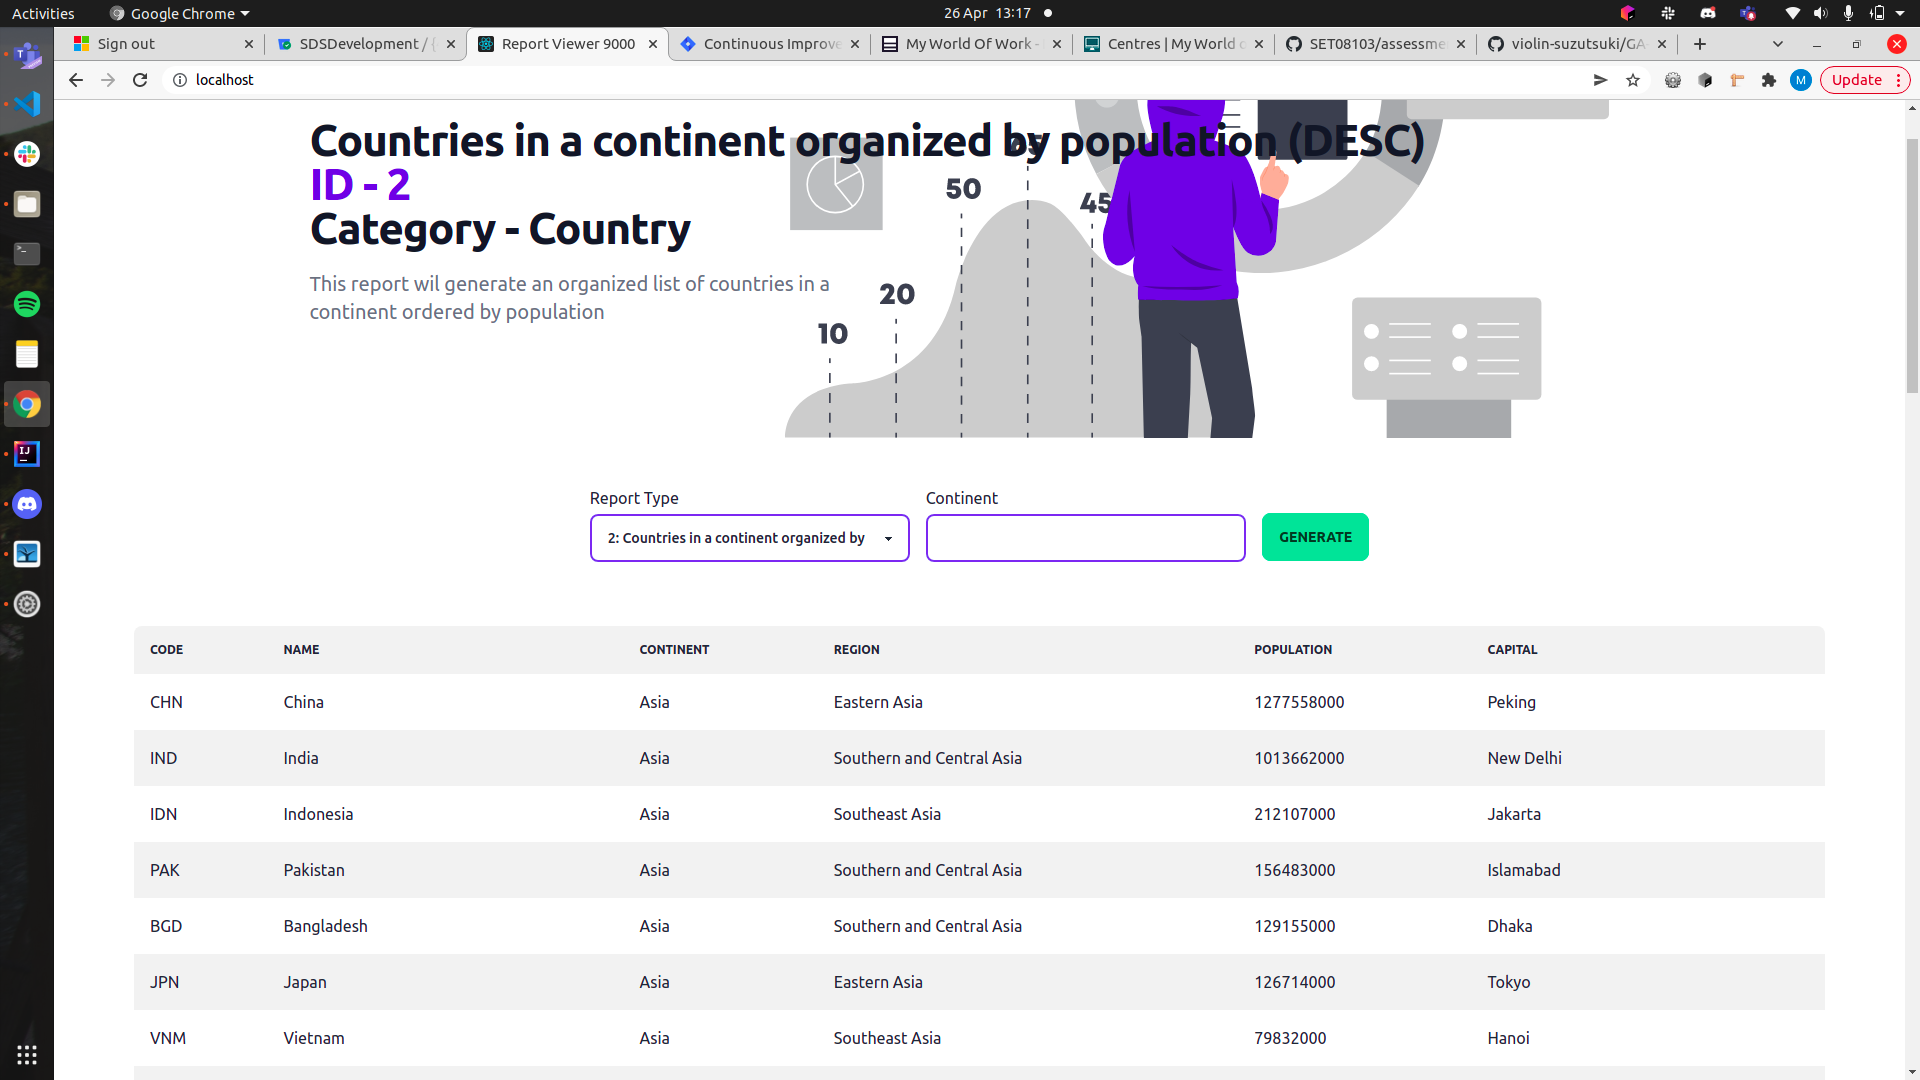 Activities
Google Chrome
26 Apr 13:17
Sign out
SDSDevelopment / (
Report Viewer 9000
Continuous Improve
My World Of Work -
Centres | My World o
SET08103/assessme
violin-suzutsuki/GA
localhost
M
Update
Countries in a continent organized by population (DESC)
ID - 2
Category - Country
This report wil generate an organized list of countries in a
continent ordered by population
10
20
50
45
Report Type
Continent
2: Countries in a continent organized by
GENERATE
CODE NAME CONTINENT REGION POPULATION CAPITAL
CHN China Asia Eastern Asia 1277558000 Peking
IND India Asia Southern and Central Asia 1013662000 New Delhi
IDN Indonesia Asia Southeast Asia 212107000 Jakarta
PAK Pakistan Asia Southern and Central Asia 156483000 Islamabad
BGD Bangladesh Asia Southern and Central Asia 129155000 Dhaka
JPN Japan Asia Eastern Asia 126714000 Tokyo
VNM Vietnam Asia Southeast Asia 79832000 Hanoi